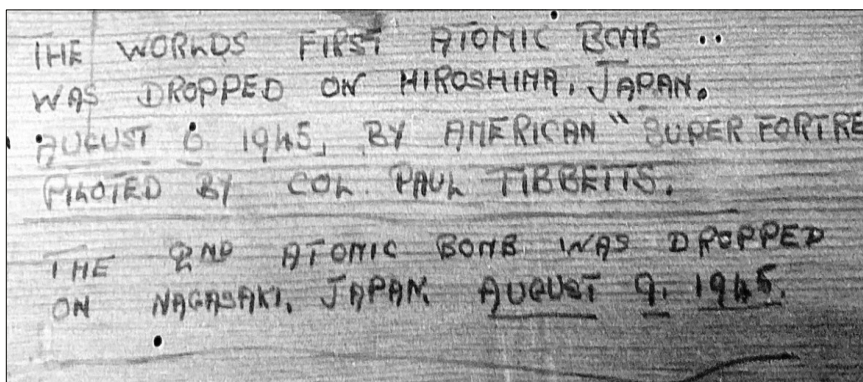 THE WORLDS FIRST ATOMIC BOMB ..
WAS DROPPED ON HIROSHIMA, JAPAN.
AUGUST 6 1945, BY AMERICAN "SUPER FORTRE
PILOTED BY COL. PAUL TIBBETTS.
THE 2ND ATOMIC BOMB WAS DROPPED
ON NAGASAKI, JAPAN. AUGUST 9, 1945.